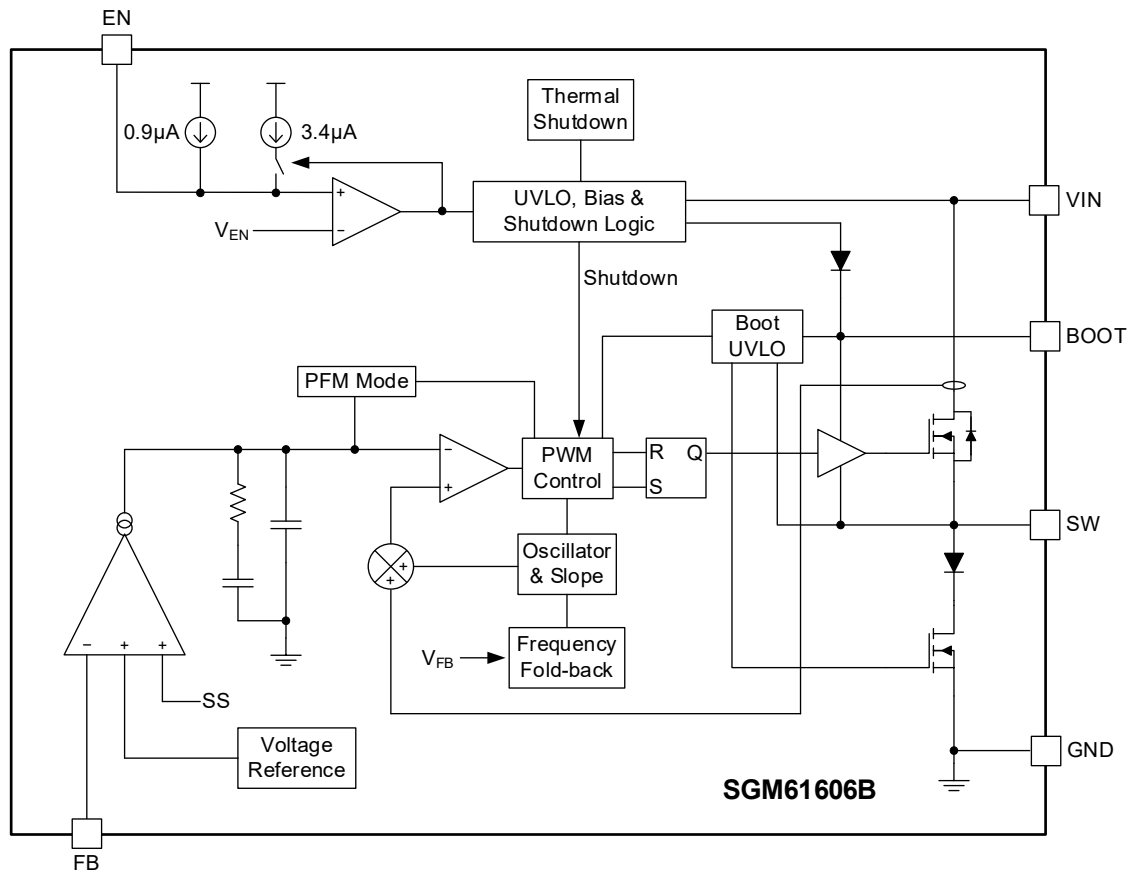 EN
Thermal
Shutdown
0.9µA
3.4µA
+
UVLO, Bias &
Shutdown Logic
VIN
V_EN
−
Shutdown
Boot
UVLO
BOOT
PFM Mode
−
+
PWM
Control
R
S
Q
SW
Oscillator
& Slope
+
+
V_FB
Frequency
Fold-back
−
+
+
SS
Voltage
Reference
GND
SGM61606B
FB